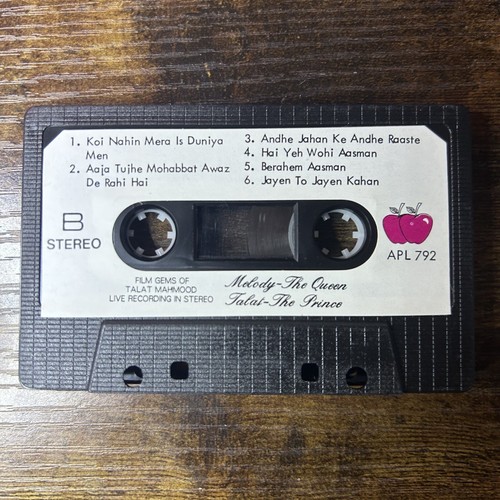 1. Koi Nahin Mera Is Duniya
Men
2. Aaja Tujhe Mohabbat Awaz
De Rahi Hai
3. Andhe Jahan Ke Andhe Raaste
4. Hai Yeh Wohi Aasman
5. Berahem Aasman
6. Jayen To Jayen Kahan
B
STEREO
APL 792
FILM GEMS OF
TALAT MAHMOOD
LIVE RECORDING IN STEREO
Melody-The Queen
Talat-The Prince